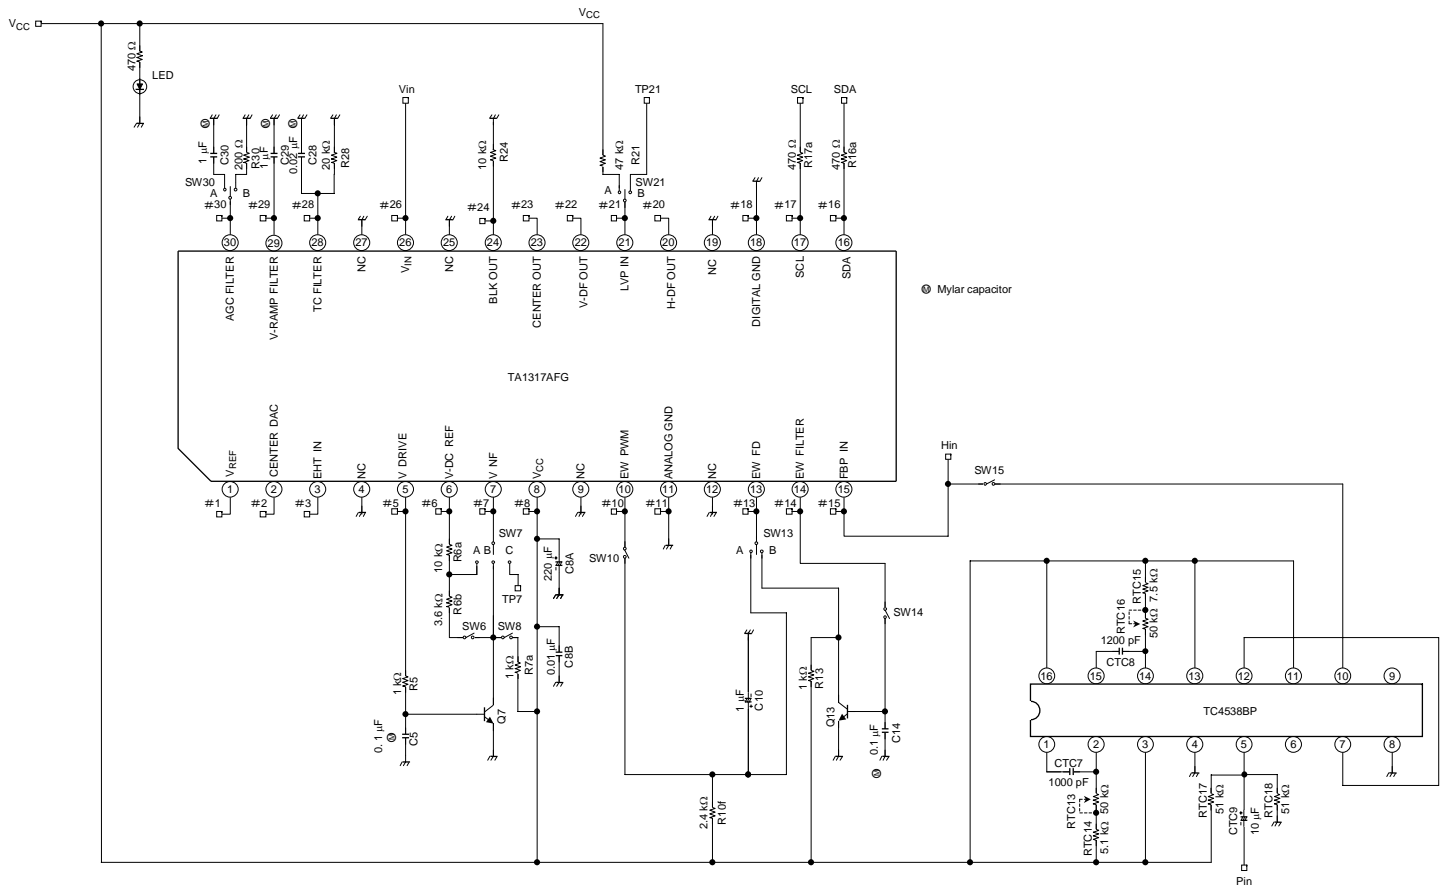 VCC
VCC
470 Ω
LED
Vin
TP21
SCL
SDA
Ⓜ
1 μF
C30
200 Ω
R30
Ⓜ
1 μF
C29
Ⓜ
0.02 μF
C28
20 kΩ
R28
10 kΩ
R24
47 kΩ
R21
470 Ω
R17a
470 Ω
R16a
SW30
A
B
SW21
A
B
#30
#29
#28
#26
#24
#23
#22
#21
#20
#18
#17
#16
30
29
28
27
26
25
24
23
22
21
20
19
18
17
16
AGC FILTER
V-RAMP FILTER
TC FILTER
NC
VIN
NC
BLK OUT
CENTER OUT
V-DF OUT
LVP IN
H-DF OUT
NC
DIGITAL GND
SCL
SDA
Ⓜ Mylar capacitor
TA1317AFG
VREF
CENTER DAC
EHT IN
NC
V DRIVE
V-DC REF
V NF
VCC
NC
EW PWM
ANALOG GND
NC
EW FD
EW FILTER
FBP IN
1
2
3
4
5
6
7
8
9
10
11
12
13
14
15
#1
#2
#3
#5
#6
#7
#8
#10
#11
#13
#14
#15
Hin
SW15
10 kΩ
R6a
SW7
A
B
C
TP7
220 μF
C8A
SW10
SW13
A
B
3.6 kΩ
R6b
SW6
SW8
1 kΩ
R7a
0.01 μF
C8B
SW14
1 kΩ
R5
Q7
0.1 μF
Ⓜ
C5
1 μF
C10
1 kΩ
R13
Q13
0.1 μF
C14
Ⓜ
2.4 kΩ
R10f
RTC15
7.5 kΩ
RTC16
50 kΩ
1200 pF
CTC8
16
15
14
13
12
11
10
9
TC4538BP
1
2
3
4
5
6
7
8
CTC7
1000 pF
RTC13
50 kΩ
RTC14
5.1 kΩ
RTC17
51 kΩ
CTC9
10 μF
RTC18
51 kΩ
Pin